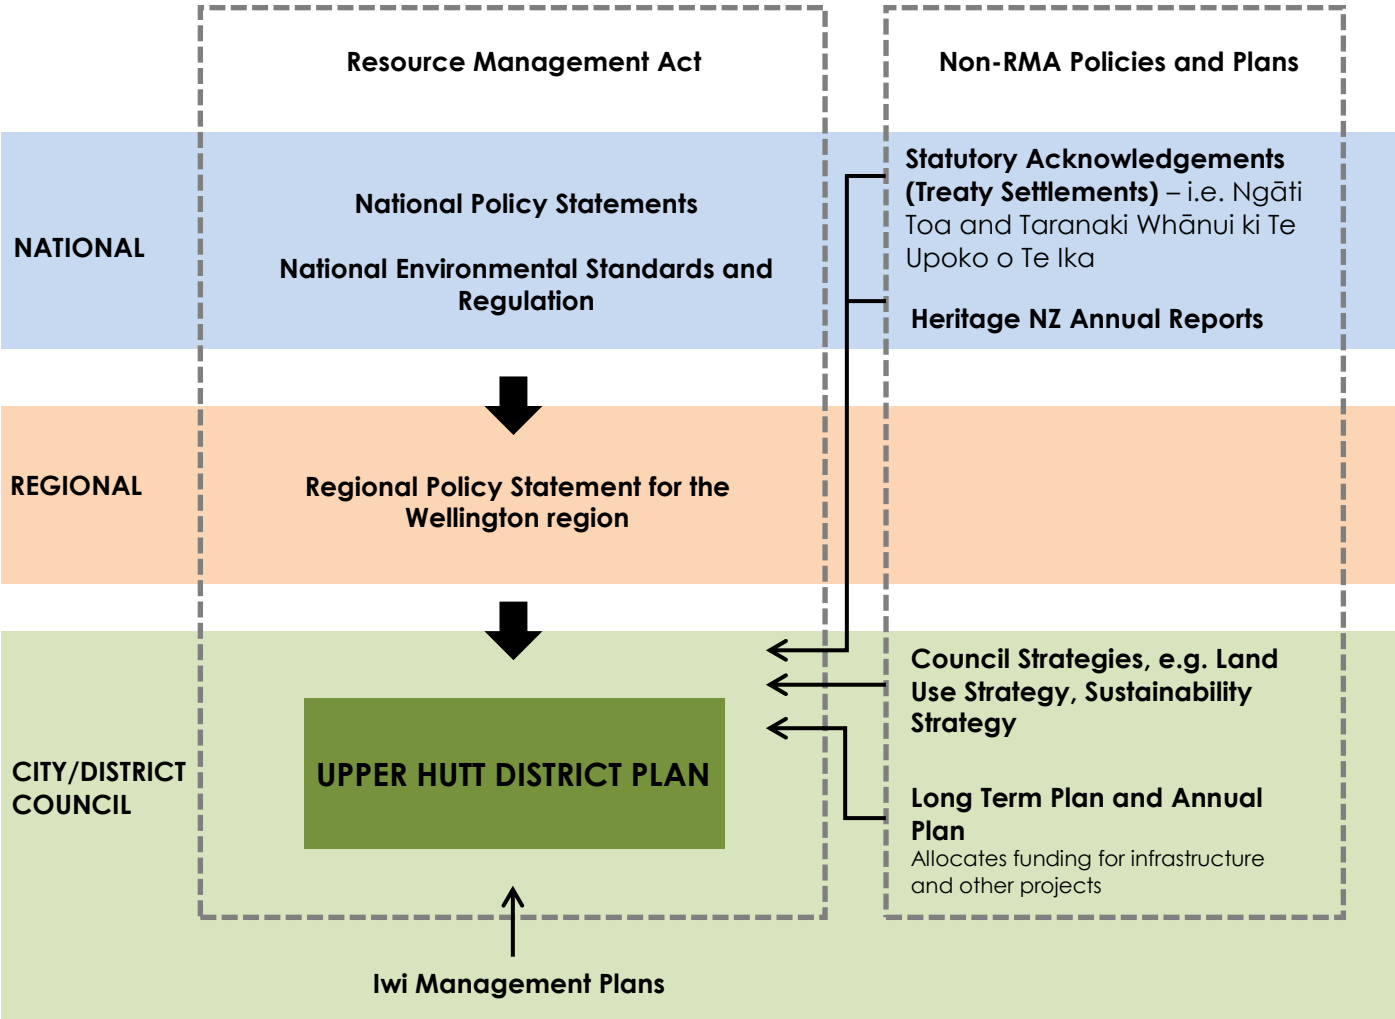 Resource Management Act
Non-RMA Policies and Plans
NATIONAL
National Policy Statements
National Environmental Standards and
Regulation
Statutory Acknowledgements
(Treaty Settlements) – i.e. Ngāti
Toa and Taranaki Whānui ki Te
Upoko o Te Ika
Heritage NZ Annual Reports
REGIONAL
Regional Policy Statement for the
Wellington region
CITY/DISTRICT
COUNCIL
UPPER HUTT DISTRICT PLAN
Council Strategies, e.g. Land
Use Strategy, Sustainability
Strategy
Long Term Plan and Annual
Plan
Allocates funding for infrastructure
and other projects
Iwi Management Plans